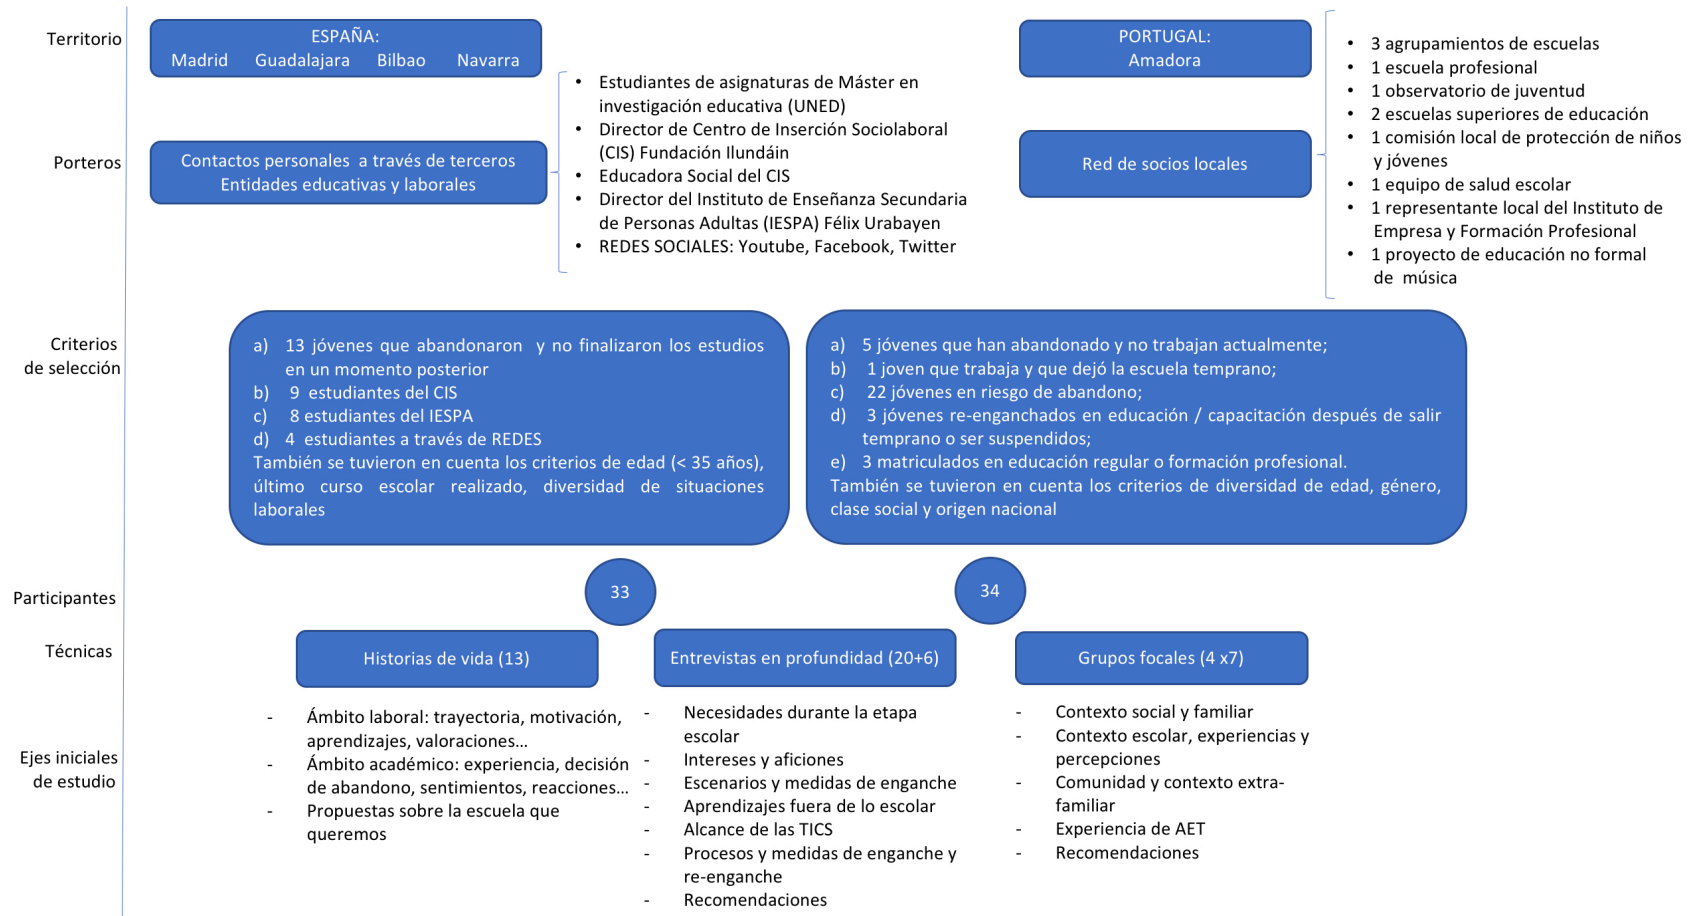 Territorio
ESPAÑA:
Madrid Guadalajara Bilbao Navarra
PORTUGAL:
Amadora
• 3 agrupamientos de escuelas
• 1 escuela profesional
• 1 observatorio de juventud
• 2 escuelas superiores de educación
• 1 comisión local de protección de niños
y jóvenes
• 1 equipo de salud escolar
• 1 representante local del Instituto de
Empresa y Formación Profesional
• 1 proyecto de educación no formal
de música
Porteros
Contactos personales a través de terceros
Entidades educativas y laborales
• Estudiantes de asignaturas de Máster en
investigación educativa (UNED)
• Director de Centro de Inserción Sociolaboral
(CIS) Fundación Ilundáin
• Educadora Social del CIS
• Director del Instituto de Enseñanza Secundaria
de Personas Adultas (IESPA) Félix Urabayen
• REDES SOCIALES: Youtube, Facebook, Twitter
Red de socios locales
Criterios
de selección
a) 13 jóvenes que abandonaron y no finalizaron los estudios
en un momento posterior
b) 9 estudiantes del CIS
c) 8 estudiantes del IESPA
d) 4 estudiantes a través de REDES
También se tuvieron en cuenta los criterios de edad (< 35 años),
último curso escolar realizado, diversidad de situaciones
laborales
a) 5 jóvenes que han abandonado y no trabajan actualmente;
b) 1 joven que trabaja y que dejó la escuela temprano;
c) 22 jóvenes en riesgo de abandono;
d) 3 jóvenes re-enganchados en educación / capacitación después de salir
temprano o ser suspendidos;
e) 3 matriculados en educación regular o formación profesional.
También se tuvieron en cuenta los criterios de diversidad de edad, género,
clase social y origen nacional
Participantes
33
34
Técnicas
Historias de vida (13)
Entrevistas en profundidad (20+6)
Grupos focales (4 x7)
Ejes iniciales
de estudio
- Ámbito laboral: trayectoria, motivación,
aprendizajes, valoraciones…
- Ámbito académico: experiencia, decisión
de abandono, sentimientos, reacciones…
- Propuestas sobre la escuela que
queremos
- Necesidades durante la etapa
escolar
- Intereses y aficiones
- Escenarios y medidas de enganche
- Aprendizajes fuera de lo escolar
- Alcance de las TICS
- Procesos y medidas de enganche y
re-enganche
- Recomendaciones
- Contexto social y familiar
- Contexto escolar, experiencias y
percepciones
- Comunidad y contexto extra-
familiar
- Experiencia de AET
- Recomendaciones